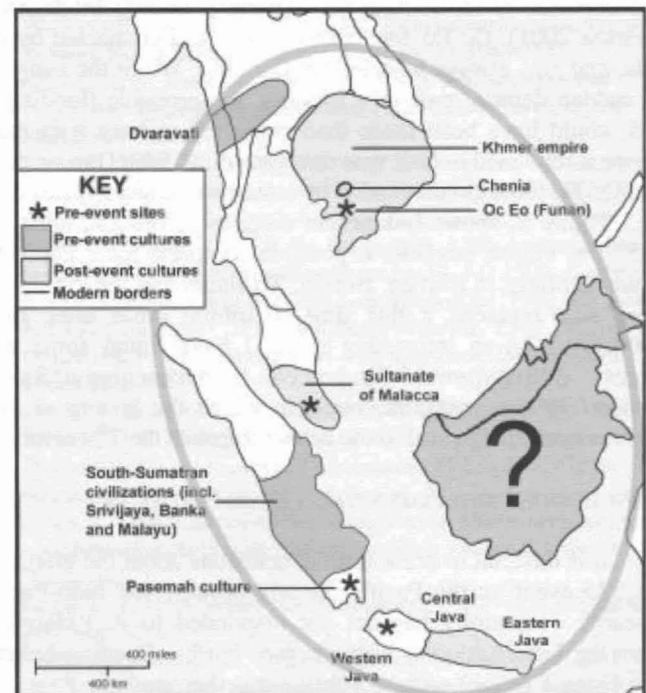 Dvaravati
KEY
Pre-event sites
Pre-event cultures
Post-event cultures
Modern borders
Khmer empire
Chenia
Oc Eo (Funan)
Sultanate
of Malacca
?
South-Sumatran
civilizations (incl.
Srivijaya, Banka
and Malayu)
Pasemah culture
Central
Java
Eastern
Java
Western
Java
400 miles
400 km